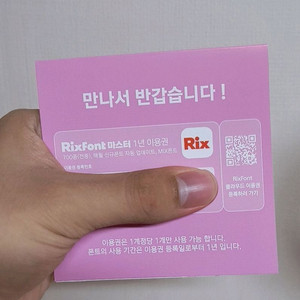 만나서 반갑습니다 !
RixFont 마스터 1년 이용권
Rix
RixFont
클라우드 이용권
등록하러 가기
이용권은 1계정당 1개만 사용 가능 합니다.
폰트의 사용 기간은 이용권 등록일로부터 1년 입니다.